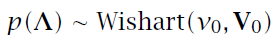 p(Λ) ~ Wishart(ν₀, V₀)